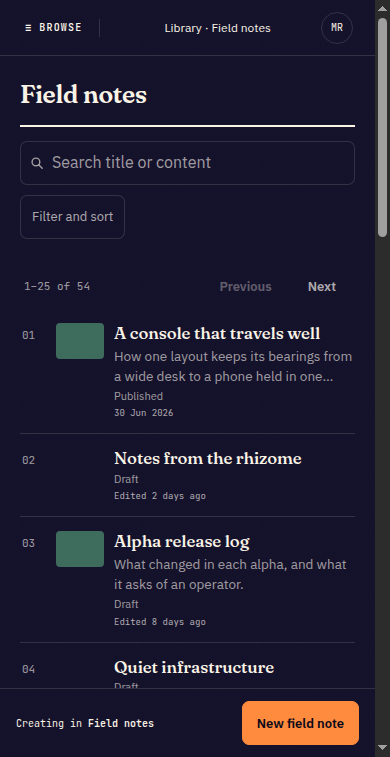 ≡ BROWSE
Library · Field notes
MR
Field notes
Search title or content
Filter and sort
1–25 of 54
Previous
Next
01
A console that travels well
How one layout keeps its bearings from
a wide desk to a phone held in one…
Published
30 Jun 2026
02
Notes from the rhizome
Draft
Edited 2 days ago
03
Alpha release log
What changed in each alpha, and what
it asks of an operator.
Draft
Edited 8 days ago
04
Quiet infrastructure
Draft
Creating in Field notes
New field note